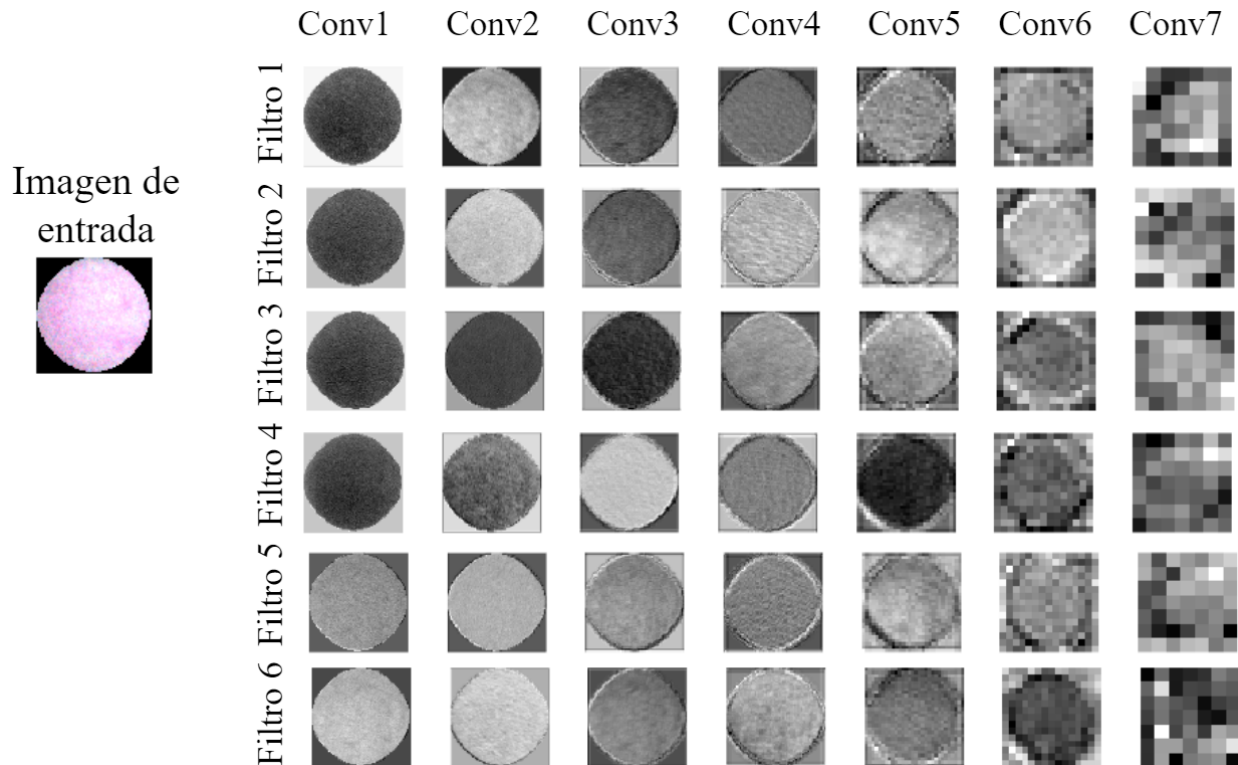 Conv1 Conv2 Conv3 Conv4 Conv5 Conv6 Conv7
Imagen de
entrada
Filtro 1
Filtro 2
Filtro 3
Filtro 4
Filtro 5
Filtro 6